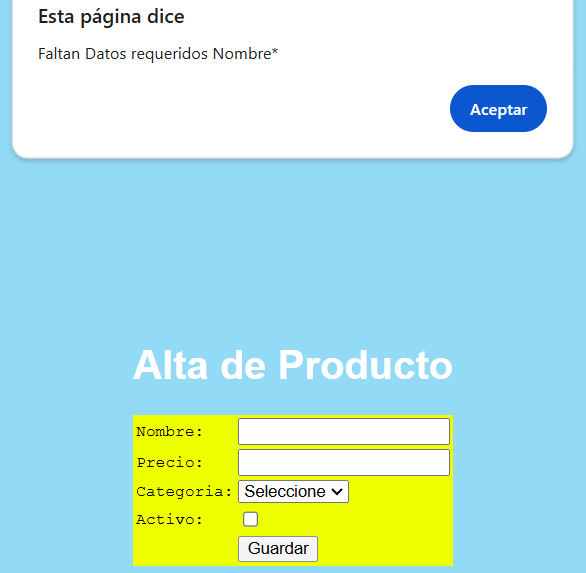 Esta página dice
Faltan Datos requeridos Nombre*
Aceptar
Alta de Producto
Nombre:
Precio:
Categoria: Seleccione
Activo:
Guardar